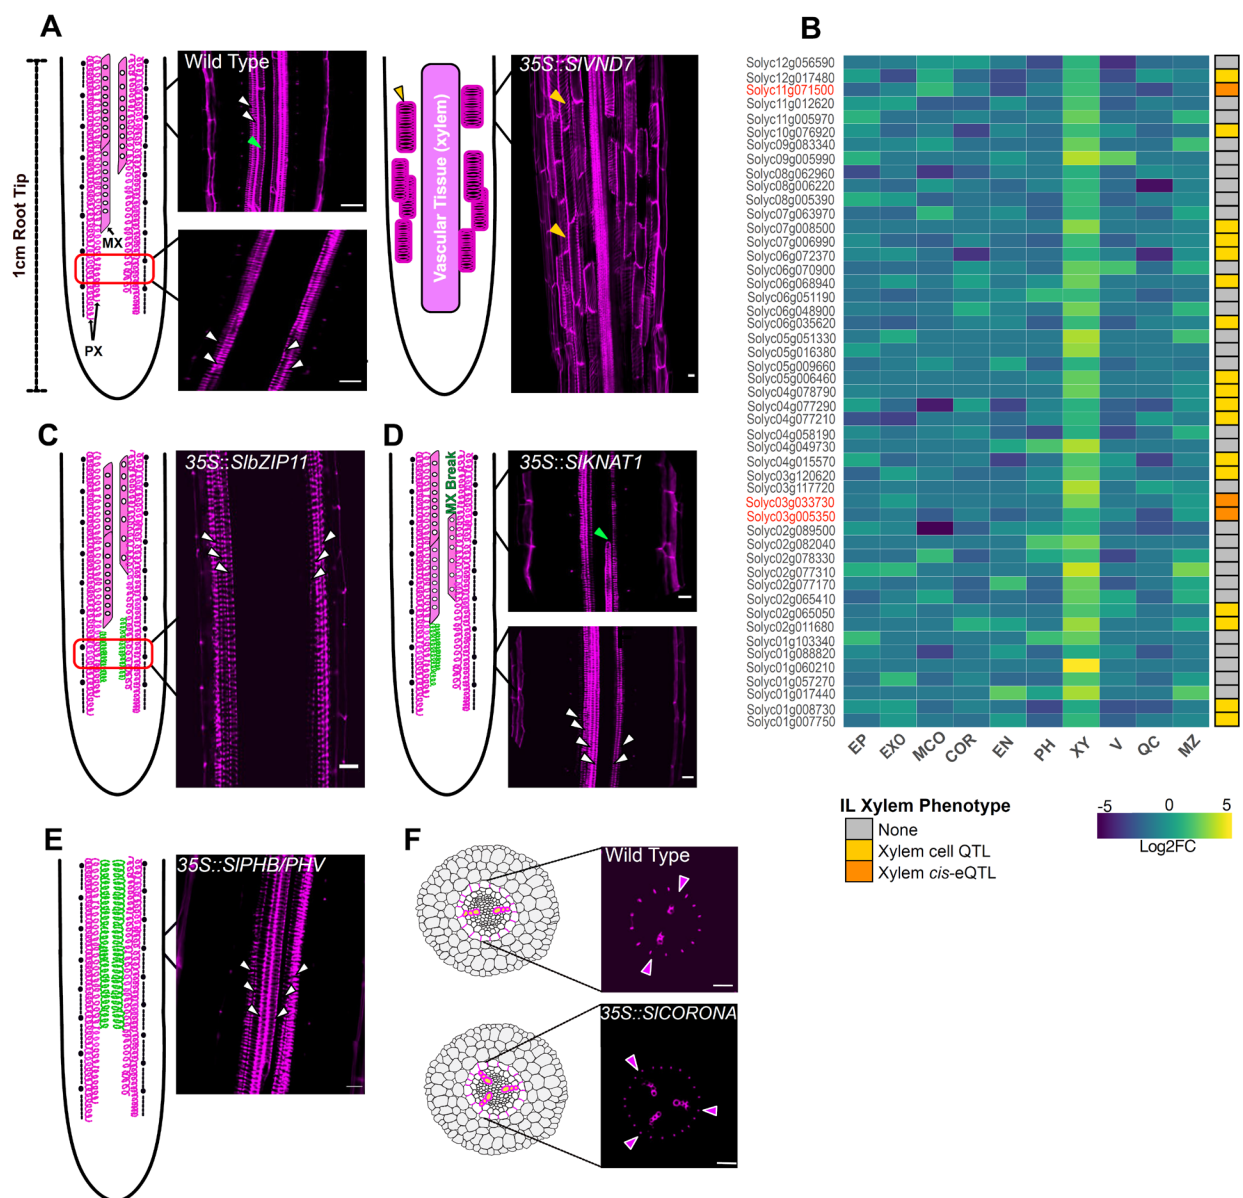 A
Wild Type
35S::SlVND7
1cm Root Tip
MX
PX
Vascular Tissue (xylem)
B
Solyc12g056590
Solyc12g017480
Solyc11g071500
Solyc11g012620
Solyc11g005970
Solyc10g076920
Solyc09g083340
Solyc09g005990
Solyc08g062960
Solyc08g006220
Solyc08g005390
Solyc07g063970
Solyc07g008500
Solyc07g006990
Solyc06g072370
Solyc06g070900
Solyc06g068940
Solyc06g051190
Solyc06g048900
Solyc06g035620
Solyc05g051330
Solyc05g016380
Solyc05g009660
Solyc05g006460
Solyc04g078790
Solyc04g077290
Solyc04g077210
Solyc04g058190
Solyc04g049730
Solyc04g015570
Solyc03g120620
Solyc03g117720
Solyc03g033730
Solyc03g005350
Solyc02g089500
Solyc02g082040
Solyc02g078330
Solyc02g077310
Solyc02g077170
Solyc02g065410
Solyc02g065050
Solyc02g011680
Solyc01g103340
Solyc01g088820
Solyc01g060210
Solyc01g057270
Solyc01g017440
Solyc01g008730
Solyc01g007750
EP EXO MCO COR EN PH XY V QC MZ
IL Xylem Phenotype
None
Xylem cell QTL
Xylem cis-eQTL
-5 0 5
Log2FC
C
35S::SlbZIP11
D
MX Break
35S::SlKNAT1
E
35S::SlPHB/PHV
F
Wild Type
35S::SlCORONA